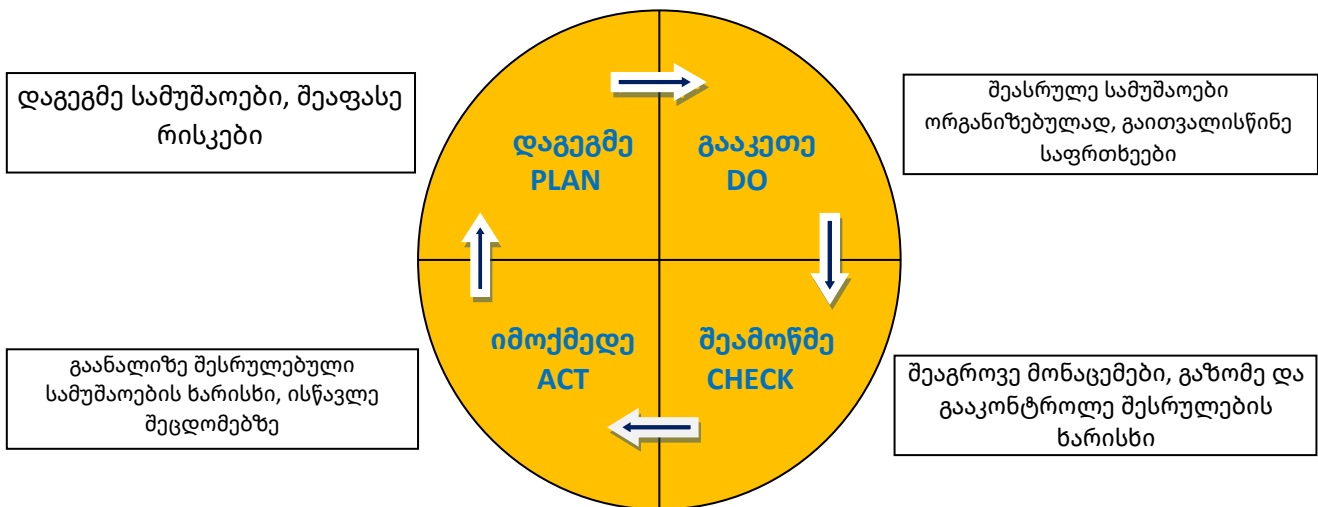 დაგეგმე სამუშაოები, შეაფასე
რისკები
დაგეგმე
PLAN
გააკეთე
DO
შეასრულე სამუშაოები
ორგანიზებულად, გაითვალისწინე
საფრთხეები
გაანალიზე შესრულებული
სამუშაოების ხარისხი, ისწავლე
შეცდომებზე
იმოქმედე
ACT
შეამოწმე
CHECK
შეაგროვე მონაცემები, გაზომე და
გააკონტროლე შესრულების
ხარისხი